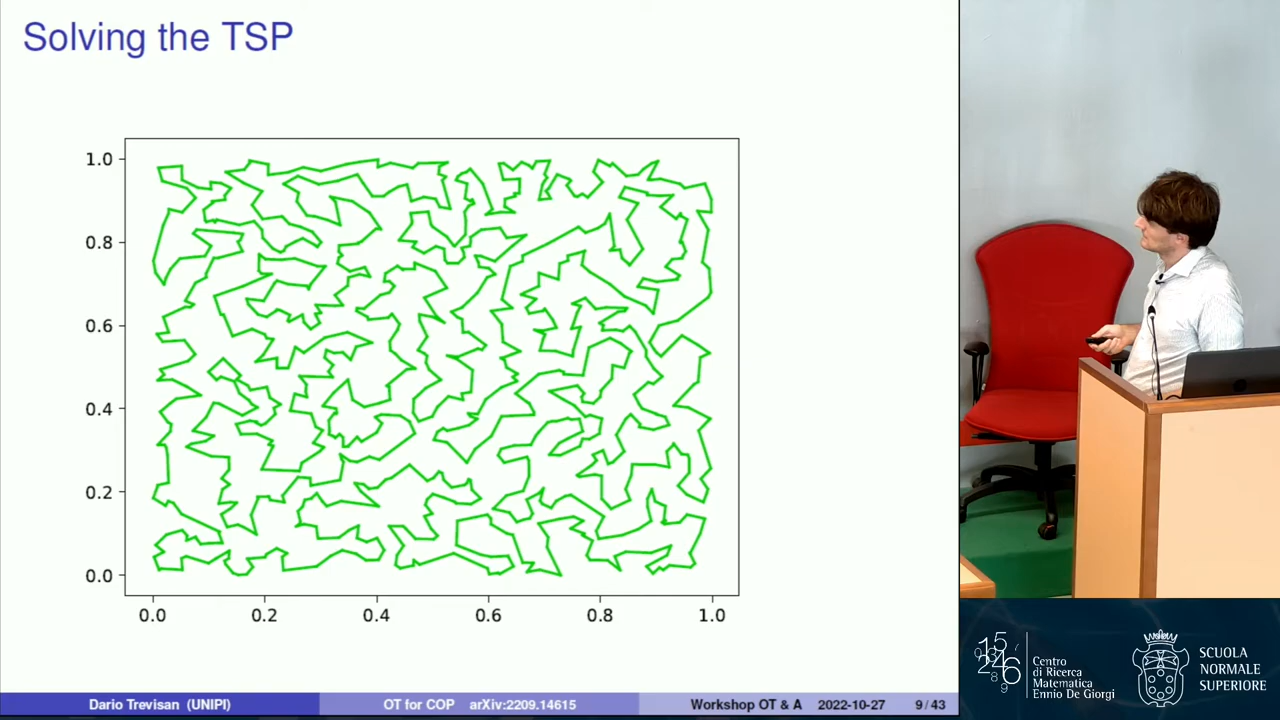 Solving the TSP
1.0
0.8
0.6
0.4
0.2
0.0
0.0 0.2 0.4 0.6 0.8 1.0
Dario Trevisan (UNIPI) OT for COP arXiv:2209.14615 Workshop OT & A 2022-10-27 9 / 43
Centro
di Ricerca
Matematica
Ennio De Giorgi
SCUOLA
NORMALE
SUPERIORE